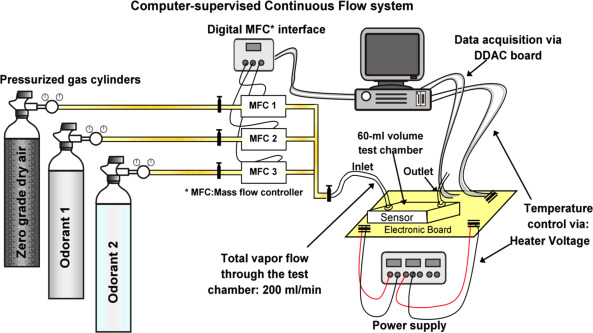 Computer-supervised Continuous Flow system
Digital MFC* interface
Data acquisition via
DDAC board
Pressurized gas cylinders
MFC 1
MFC 2
MFC 3
* MFC:Mass flow controller
60-ml volume
test chamber
Inlet
Outlet
Sensor
Electronic Board
Zero grade dry air
Odorant 1
Odorant 2
Temperature
control via:
Heater Voltage
Total vapor flow
through the test
chamber: 200 ml/min
Power supply